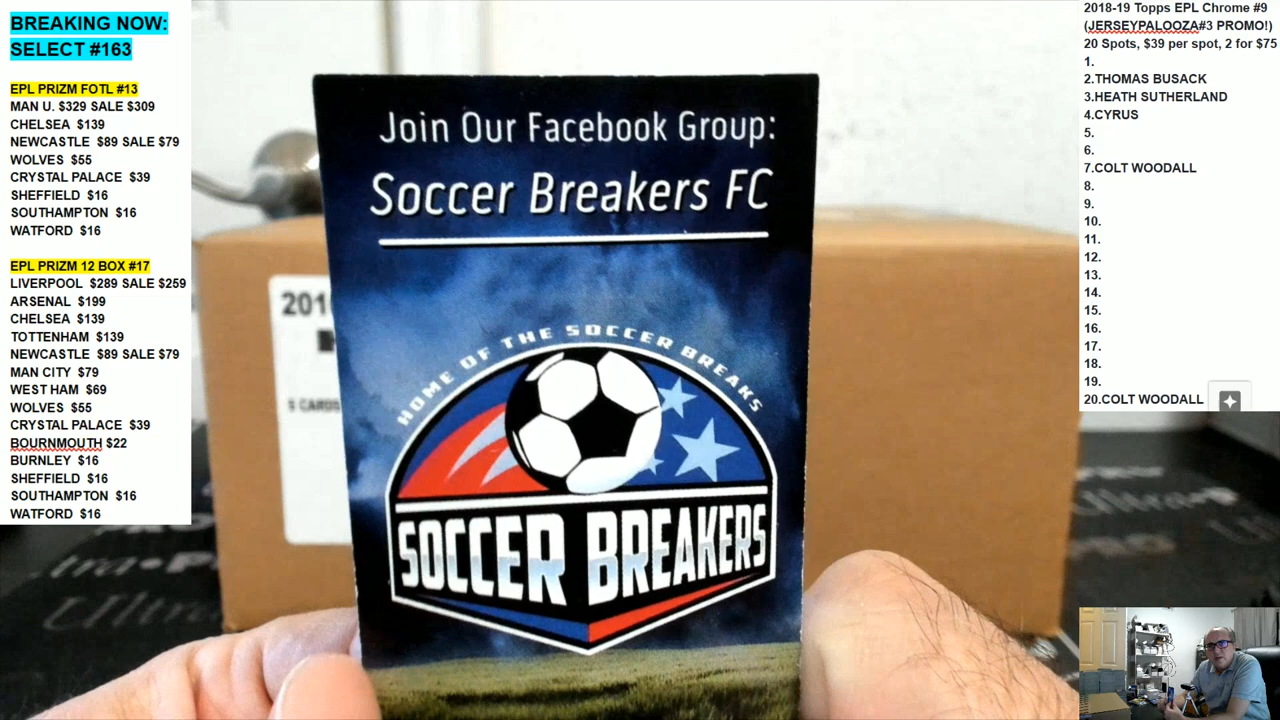 BREAKING NOW:
SELECT #163
EPL PRIZM FOTL #13
MAN U. $329 SALE $309
CHELSEA $139
NEWCASTLE $89 SALE $79
WOLVES $55
CRYSTAL PALACE $39
SHEFFIELD $16
SOUTHAMPTON $16
WATFORD $16
EPL PRIZM 12 BOX #17
LIVERPOOL $289 SALE $259
ARSENAL $199
CHELSEA $139
TOTTENHAM $139
NEWCASTLE $89 SALE $79
MAN CITY $79
WEST HAM $69
WOLVES $55
CRYSTAL PALACE $39
BOURNMOUTH $22
BURNLEY $16
SHEFFIELD $16
SOUTHAMPTON $16
WATFORD $16
Join Our Facebook Group:
Soccer Breakers FC
HOME OF THE SOCCER BREAKS
SOCCER BREAKERS
5 CARDS
2018-19 Topps EPL Chrome #9
(JERSEYPALOOZA#3 PROMO!)
20 Spots, $39 per spot, 2 for $75
1.
2.THOMAS BUSACK
3.HEATH SUTHERLAND
4.CYRUS
5.
6.
7.COLT WOODALL
8.
9.
10.
11.
12.
13.
14.
15.
16.
17.
18.
19.
20.COLT WOODALL